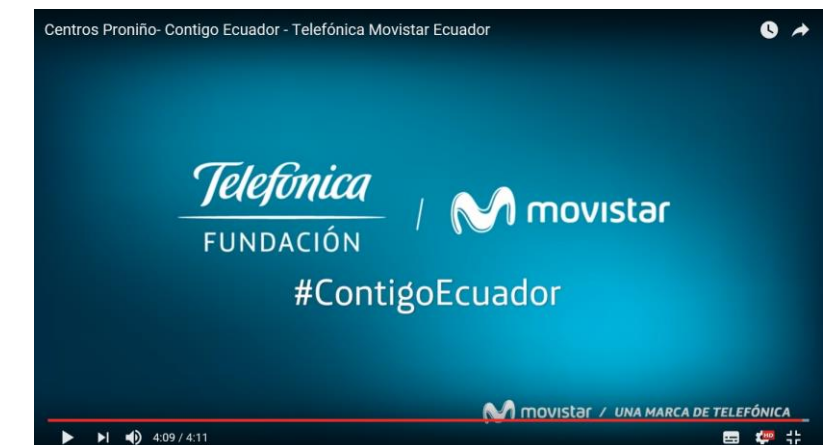 Centros Proniño- Contigo Ecuador - Telefónica Movistar Ecuador
Telefónica
FUNDACIÓN
/ movistar
#ContigoEcuador
movistar / UNA MARCA DE TELEFÓNICA
4:09 / 4:11
HD